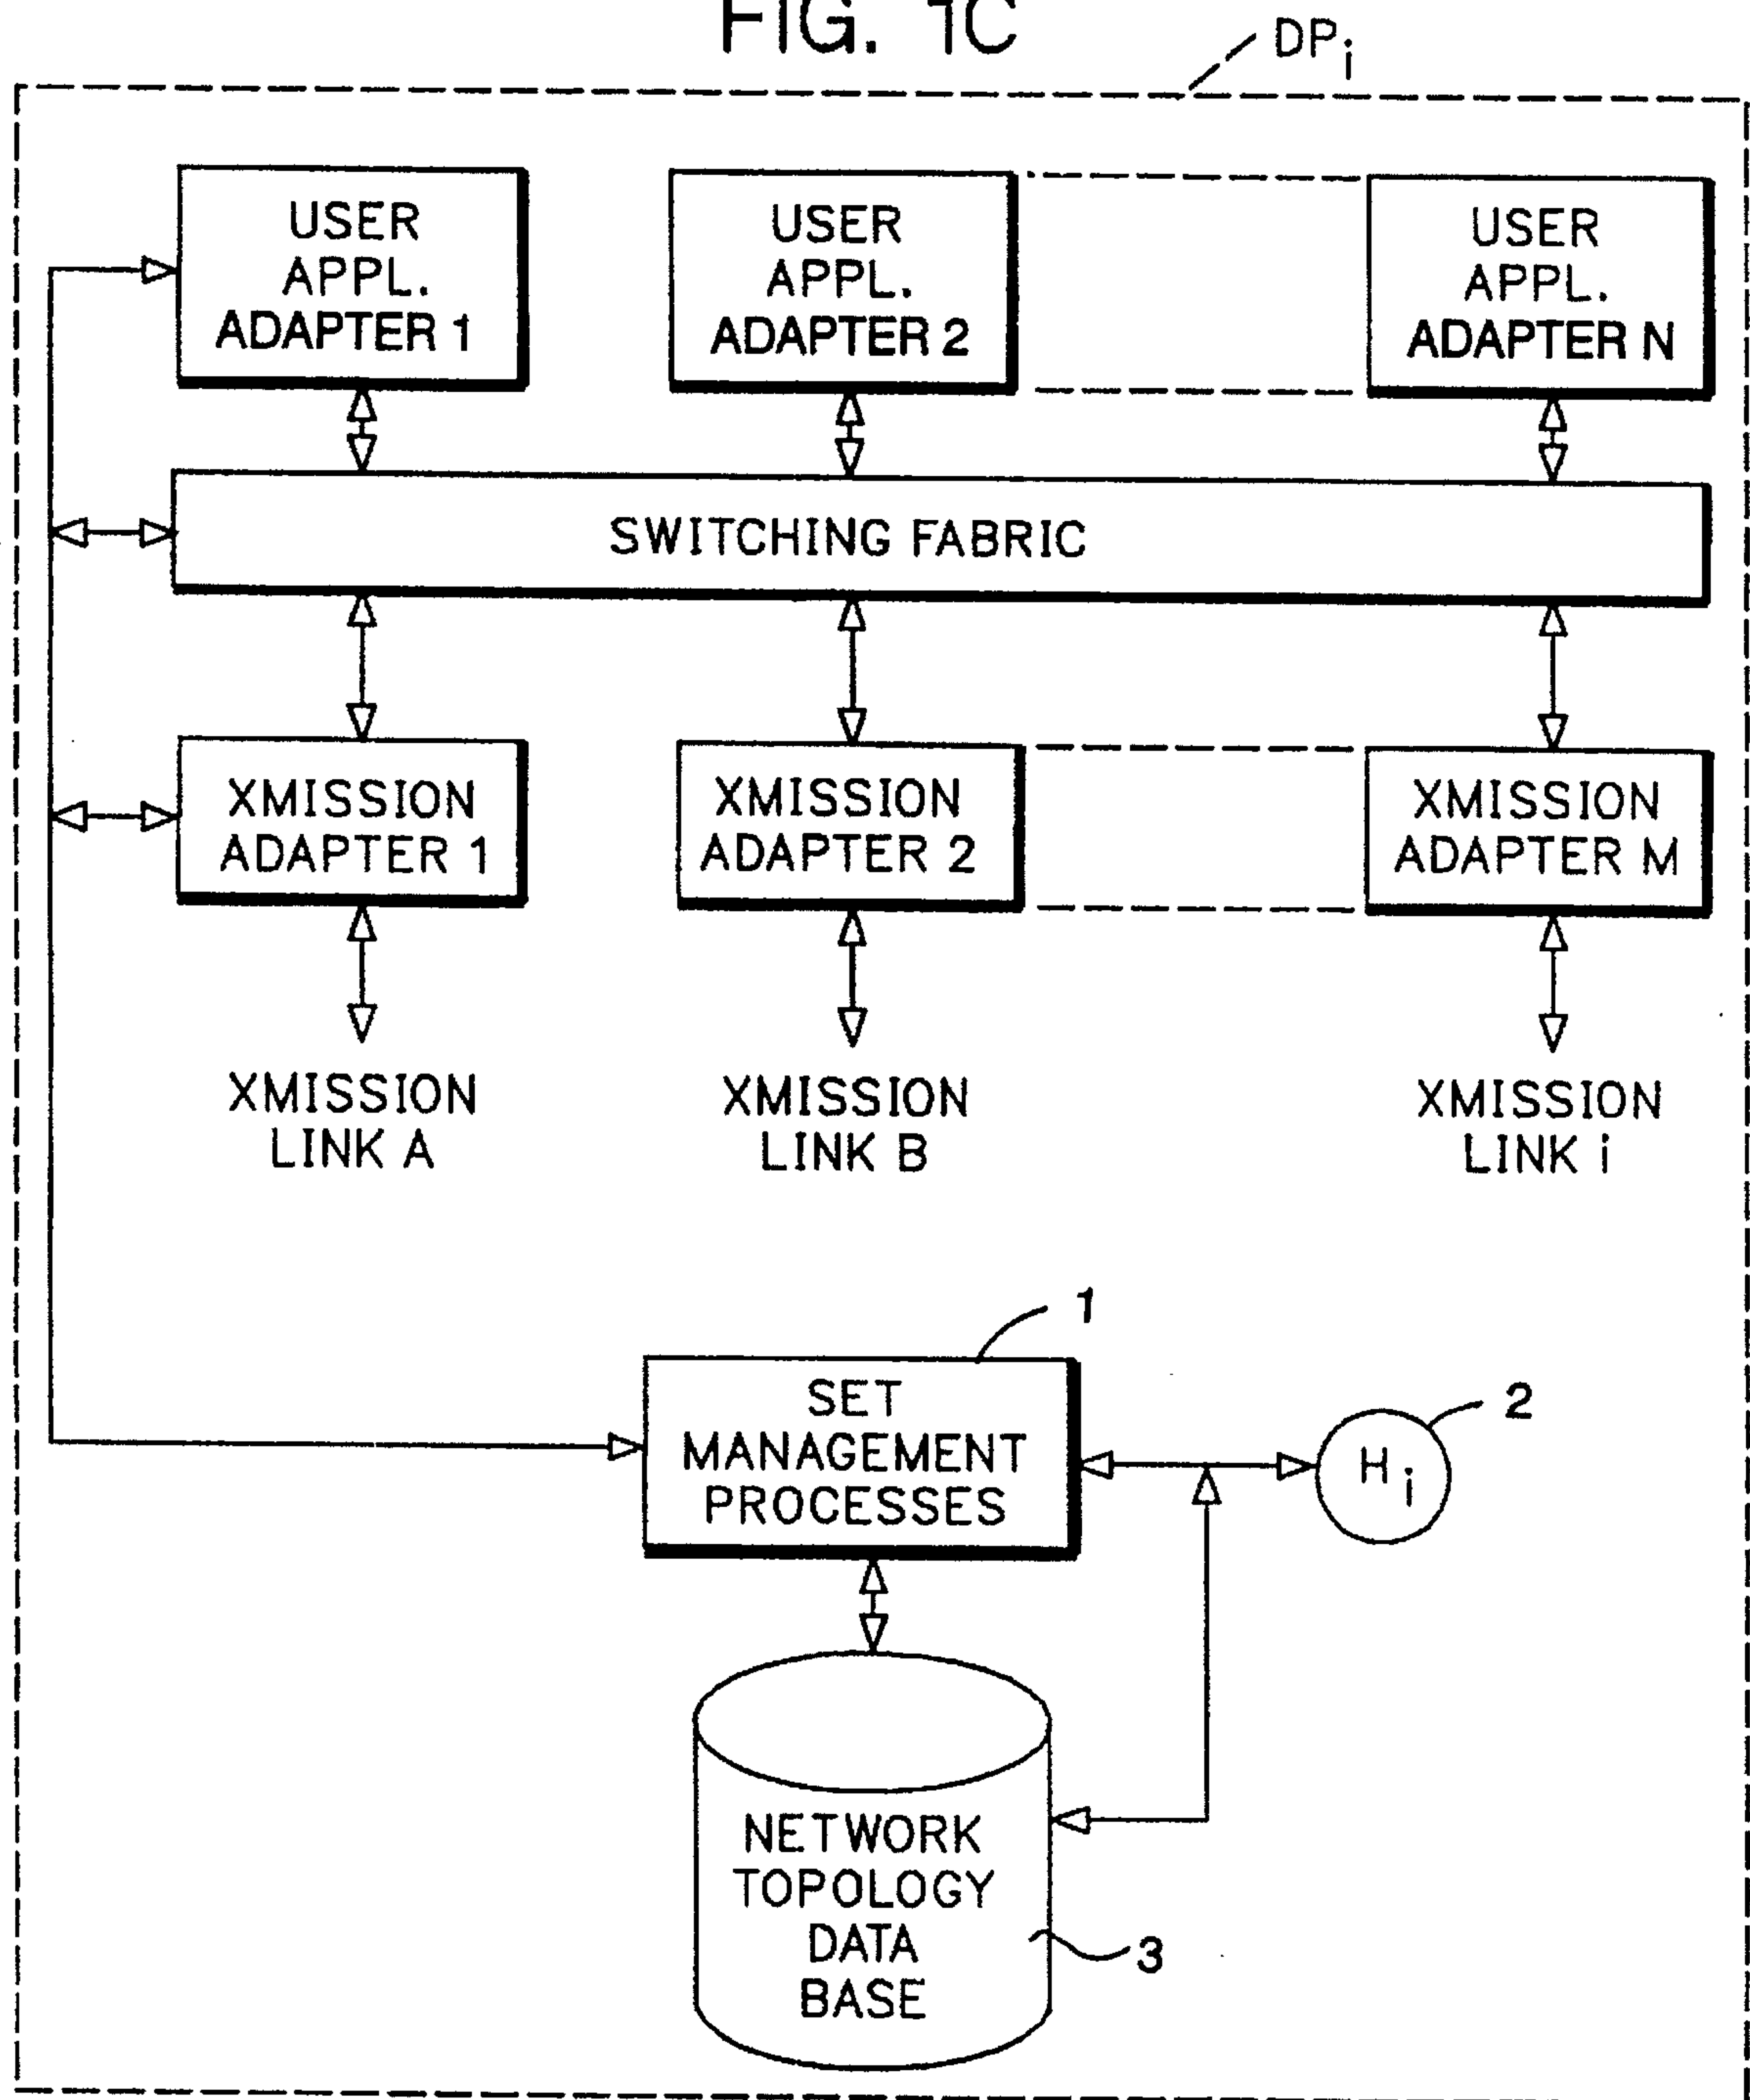 FIG. 1C
DPi
USER
APPL.
ADAPTER 1
USER
APPL.
ADAPTER 2
USER
APPL.
ADAPTER N
SWITCHING FABRIC
XMISSION
ADAPTER 1
XMISSION
ADAPTER 2
XMISSION
ADAPTER M
XMISSION
LINK A
XMISSION
LINK B
XMISSION
LINK i
1
SET
MANAGEMENT
PROCESSES
2
Hi
NETWORK
TOPOLOGY
DATA
BASE
3